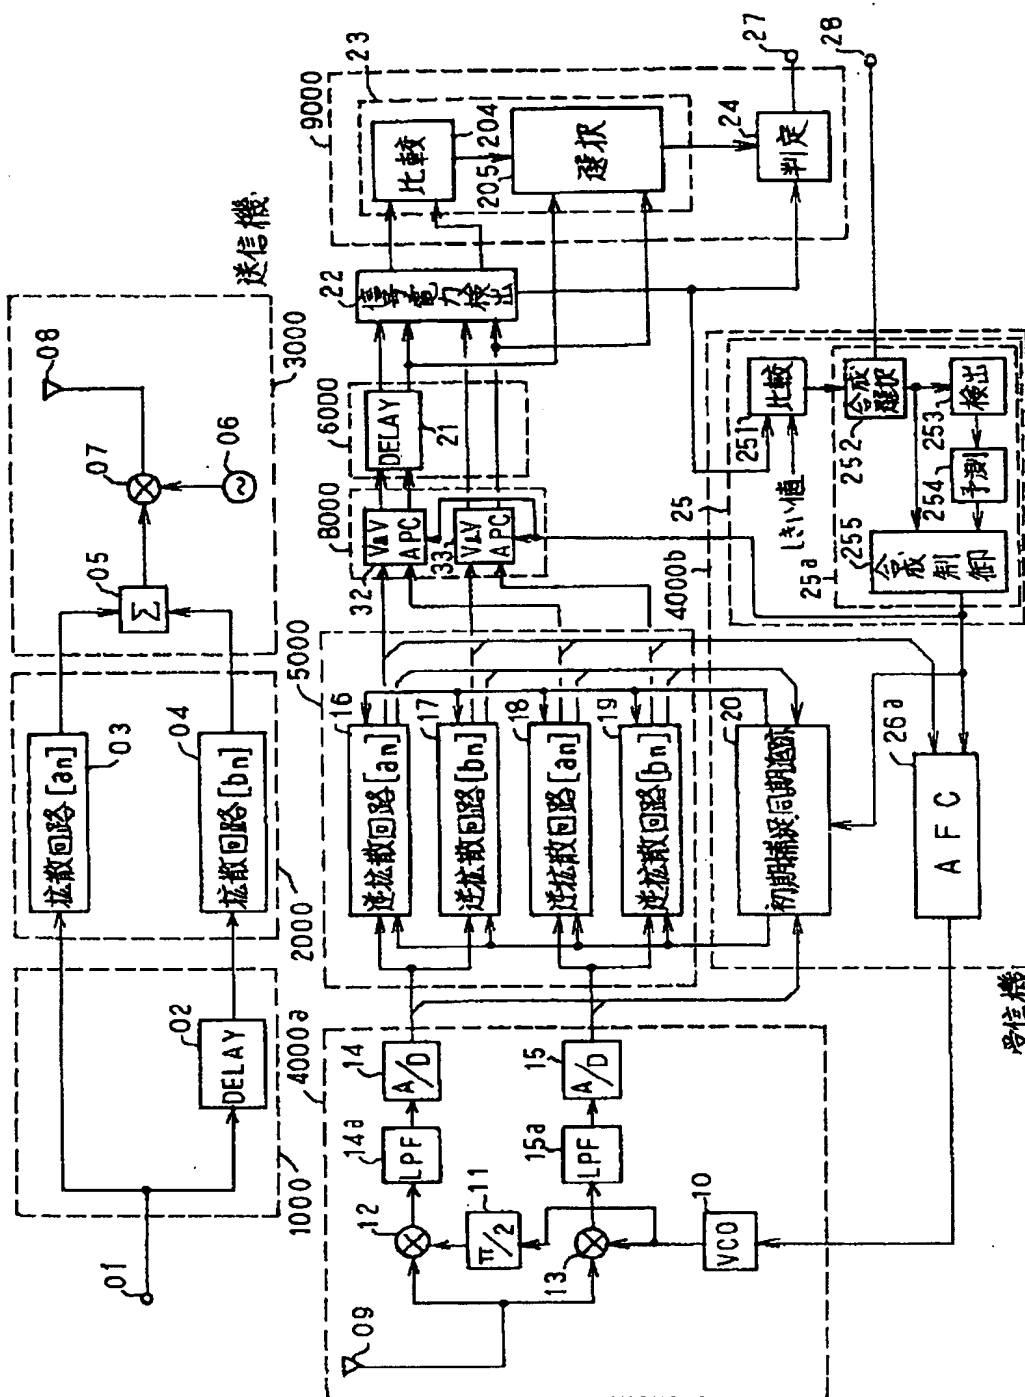 送信機
01
1000
02
DELAY
2000
03
拡散回路[an]
04
拡散回路[bn]
3000
05
Σ
07
06
~
08
受信機
4000a
09
12
13
11
π/2
10
VCO
14a
LPF
15a
LPF
14
A/D
15
A/D
5000
16
逆拡散回路[an]
17
逆拡散回路[bn]
18
逆拡散回路[an]
19
逆拡散回路[bn]
4000b
20
初期捕捉同期追跡
26a
AFC
8000
32
V&V
APC
33
V&V
APC
6000
DELAY
21
22
信号電力検出
9000
23
比較
204
205
選択
24
判定
27
28
25
251
比較
しきい値
25a
252
合成
選択
253
検出
254
予測
255
合成制御